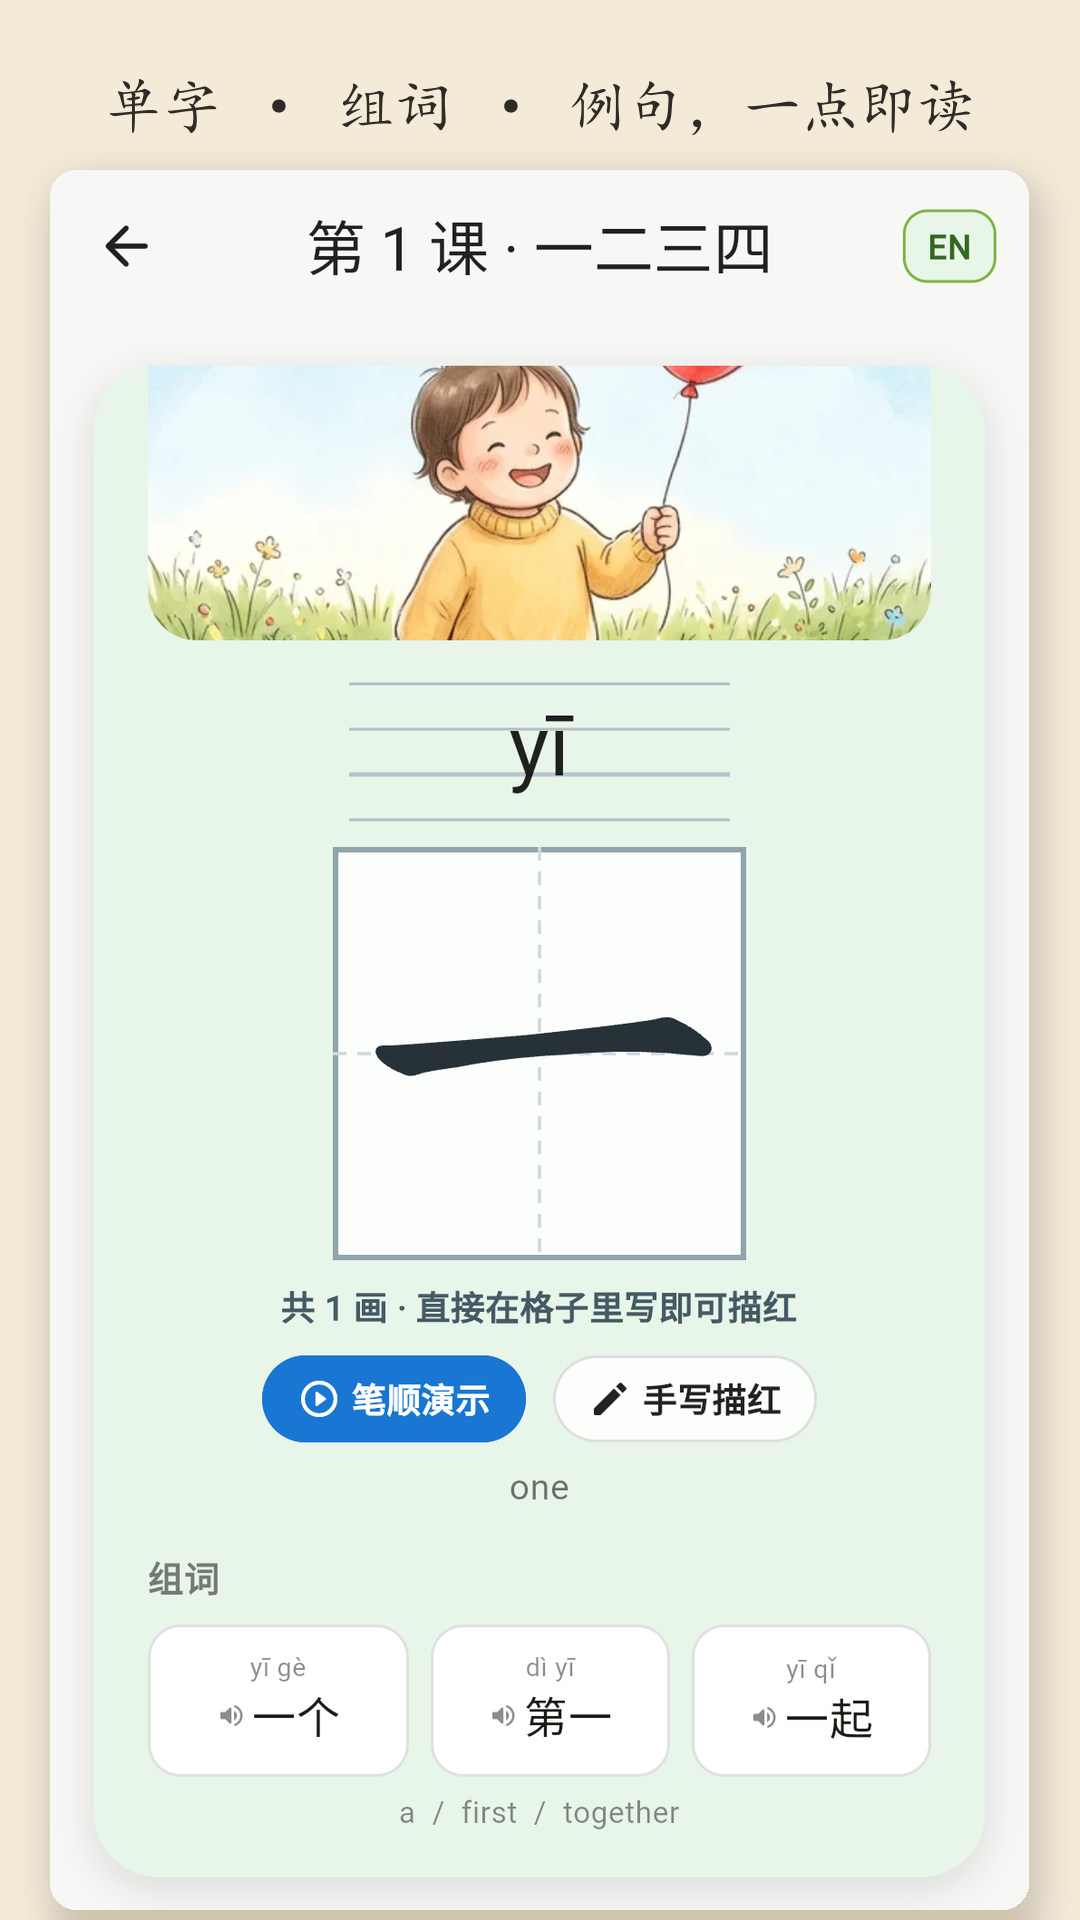 单字 • 组词 • 例句，一点即读
第 1 课 · 一二三四
EN
yī
一
共 1 画 · 直接在格子里写即可描红
笔顺演示
手写描红
one
组词
yī gè
一个
dì yī
第一
yī qǐ
一起
a / first / together